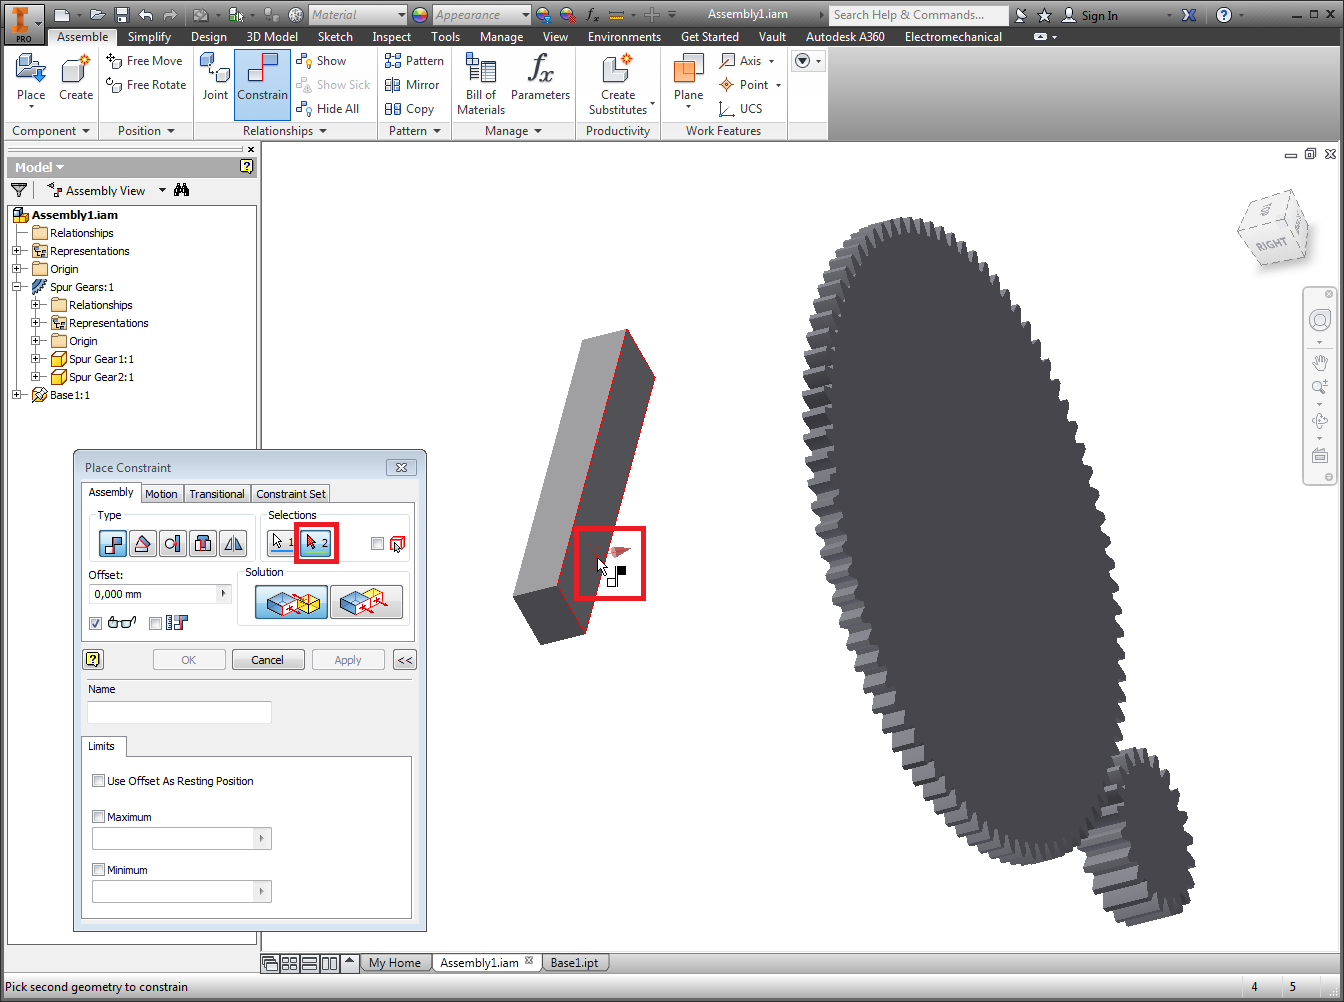 PRO
Material
Appearance
Assembly1.iam
Search Help & Commands...
Sign In
Assemble
Simplify
Design
3D Model
Sketch
Inspect
Tools
Manage
View
Environments
Get Started
Vault
Autodesk A360
Electromechanical
Place
Create
Free Move
Free Rotate
Joint
Constrain
Show
Show Sick
Hide All
Pattern
Mirror
Copy
Bill of
Materials
Parameters
Create
Substitutes
Plane
Axis
Point
UCS
Component
Position
Relationships
Pattern
Manage
Productivity
Work Features
Model
Assembly View
Assembly1.iam
Relationships
Representations
Origin
Spur Gears:1
Relationships
Representations
Origin
Spur Gear1:1
Spur Gear2:1
Base1:1
TOP
RIGHT
Place Constraint
Assembly
Motion
Transitional
Constraint Set
Type
Selections
1
2
Offset:
0,000 mm
Solution
OK
Cancel
Apply
<<
Name
Limits
Use Offset As Resting Position
Maximum
Minimum
My Home
Assembly1.iam
Base1.ipt
Pick second geometry to constrain
4
5